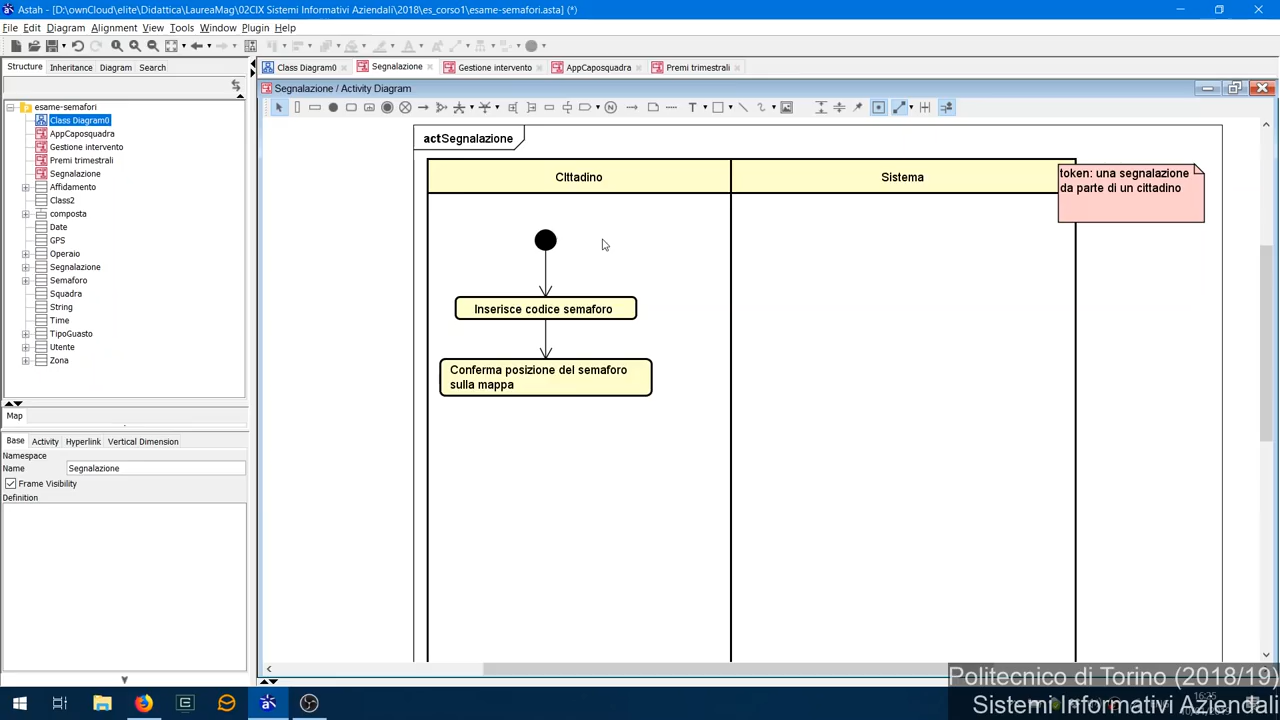 Astah - [D:\ownCloud\elite\Didattica\LaureaMag\02CIX Sistemi Informativi Aziendali\2018\es_corso1\esame-semafori.asta] (*)
File Edit Diagram Alignment View Tools Window Plugin Help
Structure Inheritance Diagram Search
Class Diagram0 Segnalazione Gestione intervento AppCaposquadra Premi trimestrali
Segnalazione / Activity Diagram
esame-semafori
Class Diagram0
AppCaposquadra
Gestione intervento
Premi trimestrali
Segnalazione
Affidamento
Class2
composta
Date
GPS
Operaio
Segnalazione
Semaforo
Squadra
String
Time
TipoGuasto
Utente
Zona
Map
Base Activity Hyperlink Vertical Dimension
Namespace
Name Segnalazione
Frame Visibility
Definition
actSegnalazione
CIttadino
Sistema
token: una segnalazione
da parte di un cittadino
Inserisce codice semaforo
Conferma posizione del semaforo
sulla mappa
Politecnico di Torino (2018/19)
Sistemi Informativi Aziendali
16:25